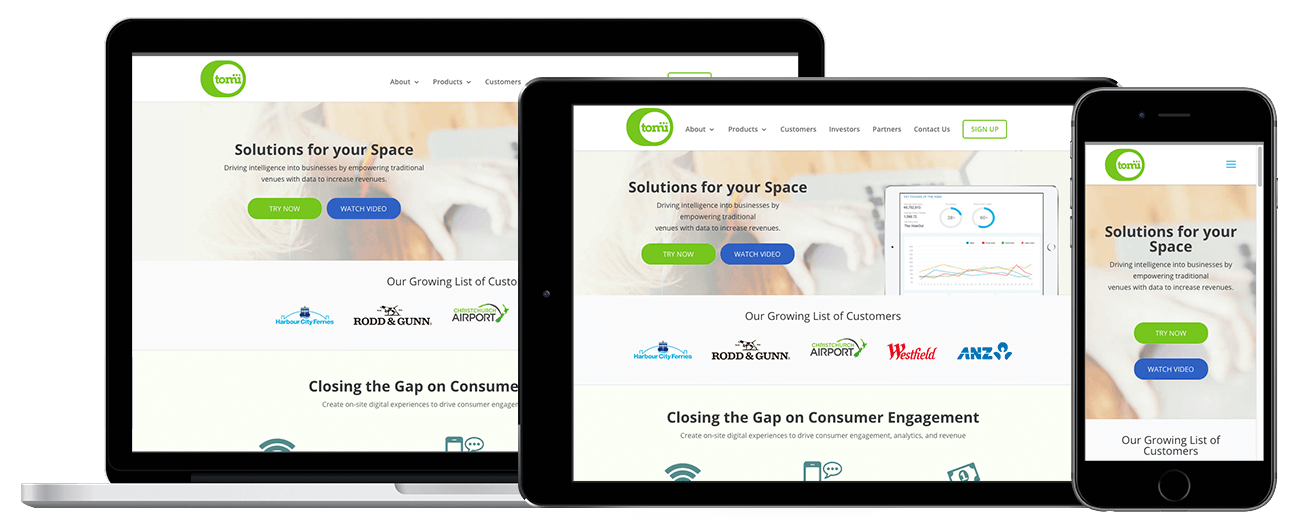 tomü
About
Products
Customers
Solutions for your Space
Driving intelligence into businesses by empowering traditional
venues with data to increase revenues.
TRY NOW
WATCH VIDEO
Our Growing List of Custo
Harbour City Ferries
RODD & GUNN
CHRISTCHURCH
AIRPORT
Closing the Gap on Consume
Create on-site digital experiences to drive consumer engagem
tomü
About
Products
Customers
Investors
Partners
Contact Us
SIGN UP
Solutions for your Space
Driving intelligence into businesses by
empowering traditional
venues with data to increase revenues.
TRY NOW
WATCH VIDEO
Our Growing List of Customers
Harbour City Ferries
RODD & GUNN
CHRISTCHURCH
AIRPORT
Westfield
ANZ
Closing the Gap on Consumer Engagement
Create on-site digital experiences to drive consumer engagement, analytics, and revenue
tomü
Solutions for your
Space
Driving intelligence into businesses by
empowering traditional
venues with data to increase revenues.
TRY NOW
WATCH VIDEO
Our Growing List of
Customers